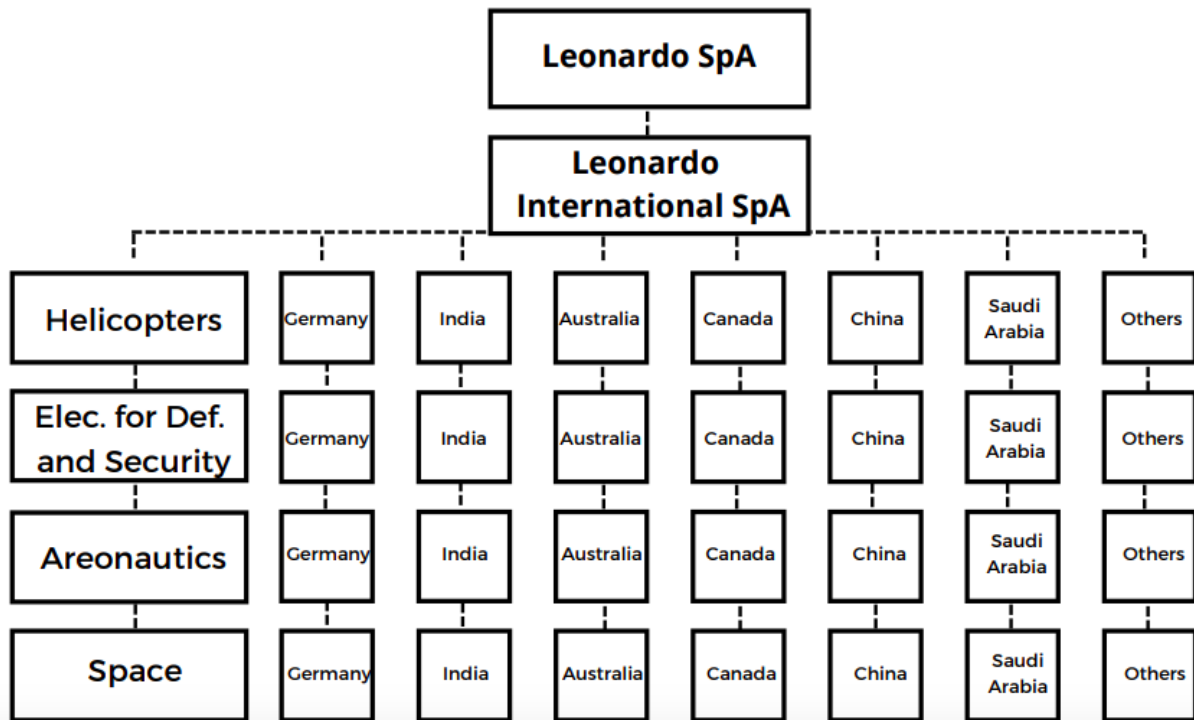 Leonardo SpA
Leonardo
International SpA
Helicopters
Germany
India
Australia
Canada
China
Saudi
Arabia
Others
Elec. for Def.
and Security
Germany
India
Australia
Canada
China
Saudi
Arabia
Others
Areonautics
Germany
India
Australia
Canada
China
Saudi
Arabia
Others
Space
Germany
India
Australia
Canada
China
Saudi
Arabia
Others